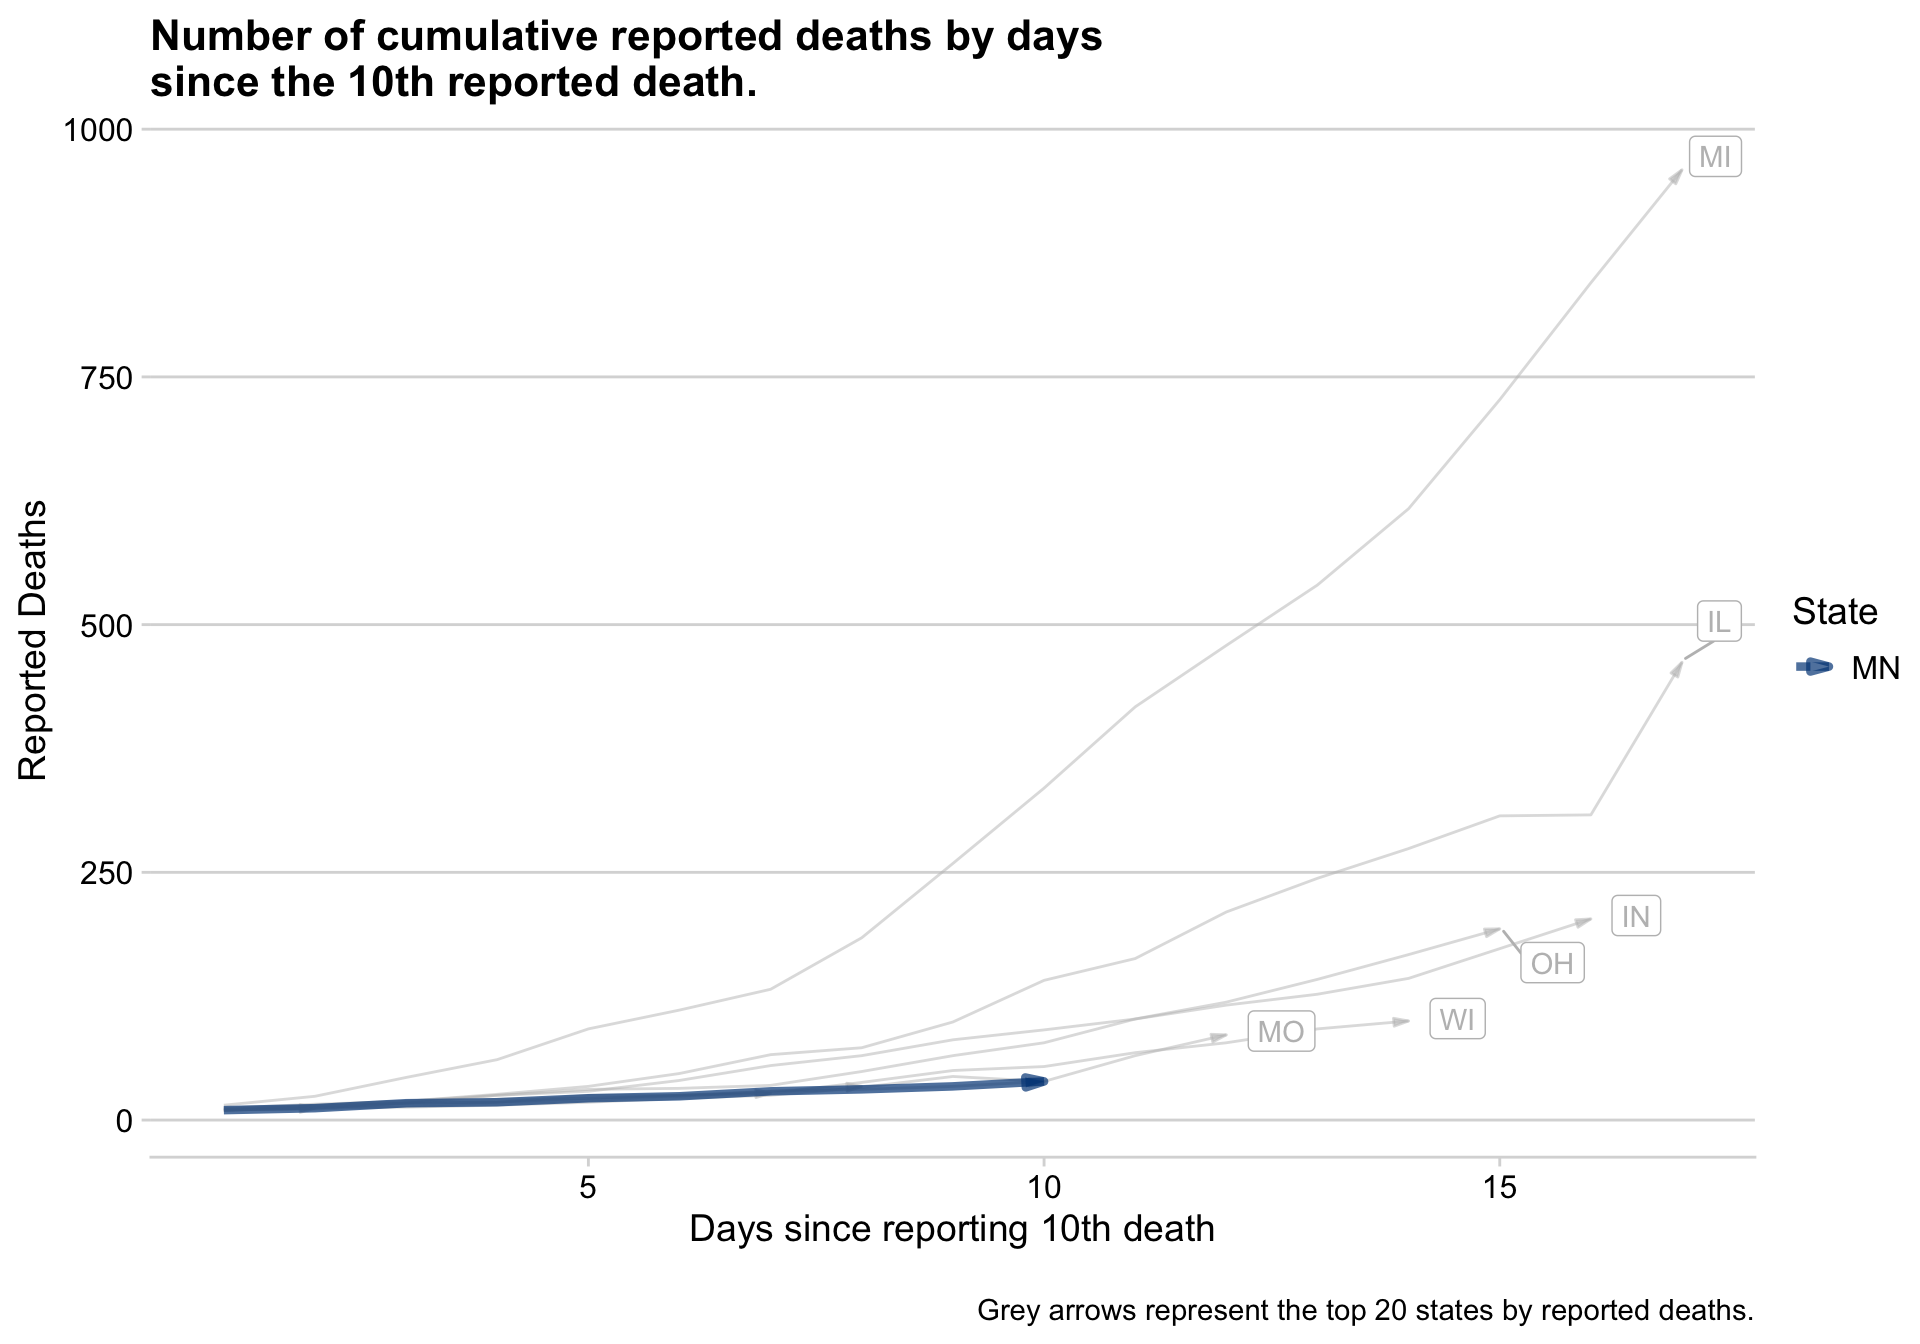 Number of cumulative reported deaths by days
since the 10th reported death.
1000
750
500
250
0
Reported Deaths
MI
IL
IN
OH
WI
MO
State
MN
5
10
15
Days since reporting 10th death
Grey arrows represent the top 20 states by reported deaths.